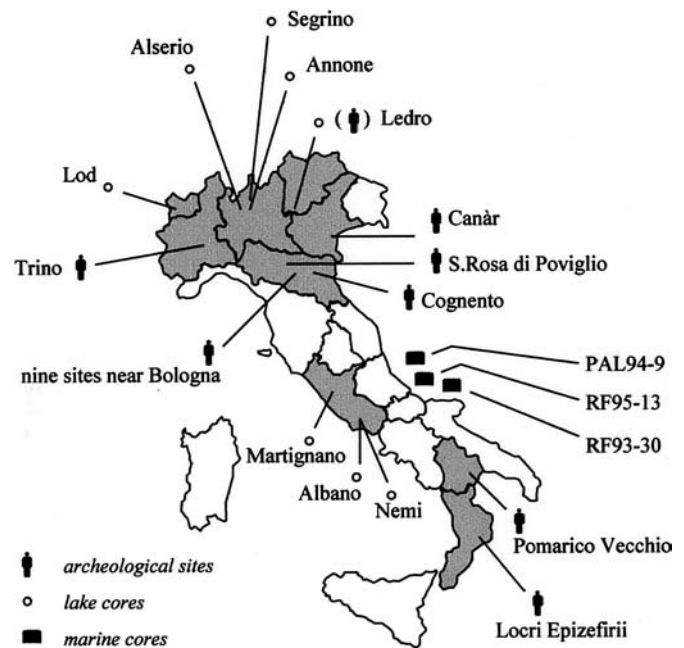 Segrino
Alserio
Annone
( ) Ledro
Lod
Canàr
Trino
S.Rosa di Poviglio
Cognento
nine sites near Bologna
PAL94-9
RF95-13
RF93-30
Martignano
Albano
Nemi
Pomarico Vecchio
Locri Epizefirii
archeological sites
lake cores
marine cores